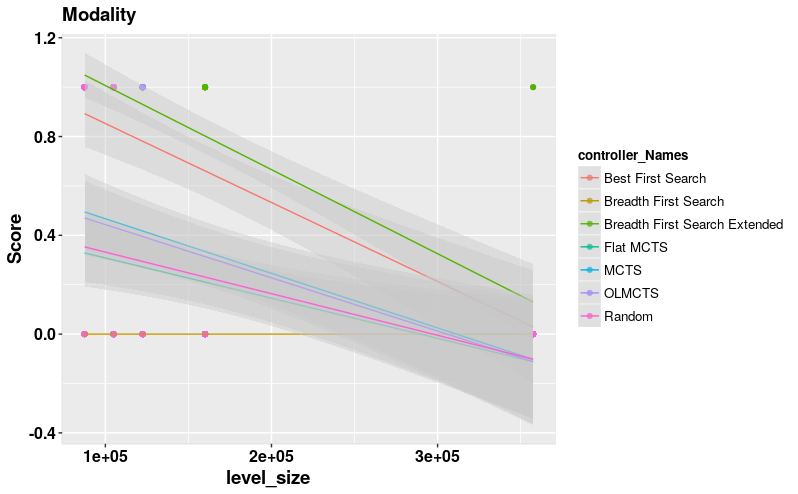 Modality
1.2
0.8
0.4
0.0
-0.4
Score
1e+05
2e+05
3e+05
level_size
controller_Names
Best First Search
Breadth First Search
Breadth First Search Extended
Flat MCTS
MCTS
OLMCTS
Random